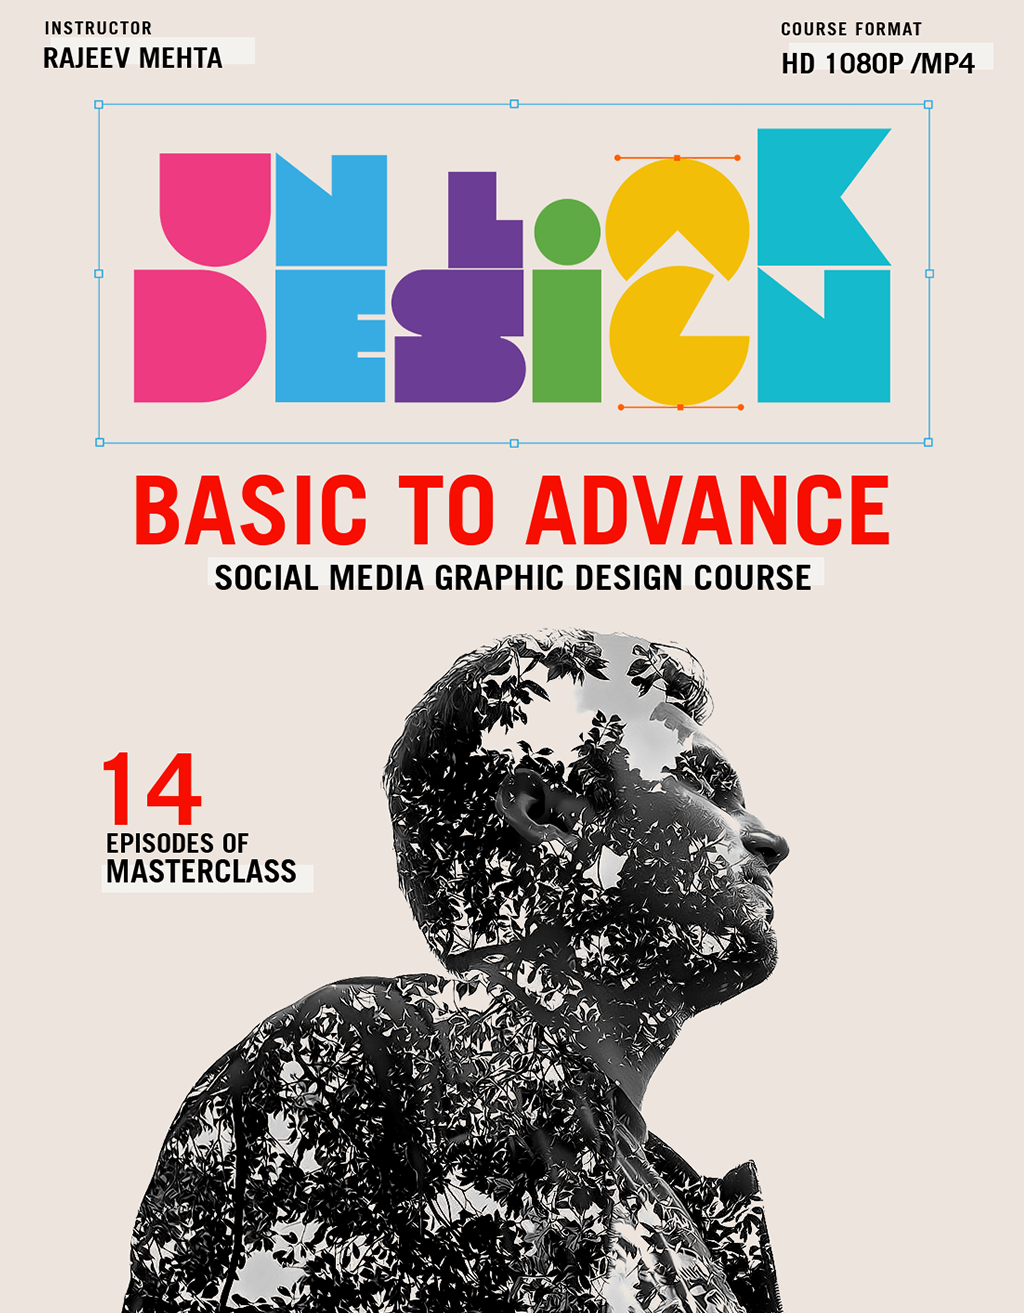 INSTRUCTOR
RAJEEV MEHTA
COURSE FORMAT
HD 1080P /MP4
UNLOCK
DESIGN
BASIC TO ADVANCE
SOCIAL MEDIA GRAPHIC DESIGN COURSE
14
EPISODES OF
MASTERCLASS